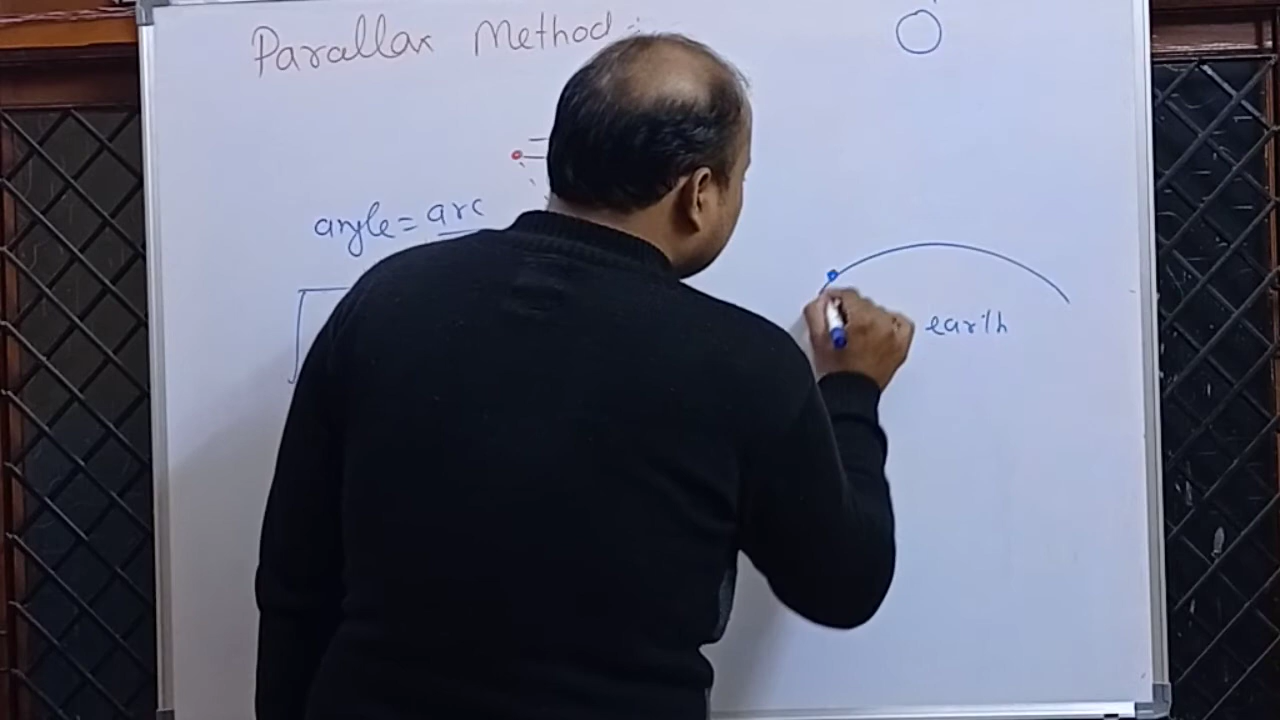 Parallax Method :-
angle = arc
earth